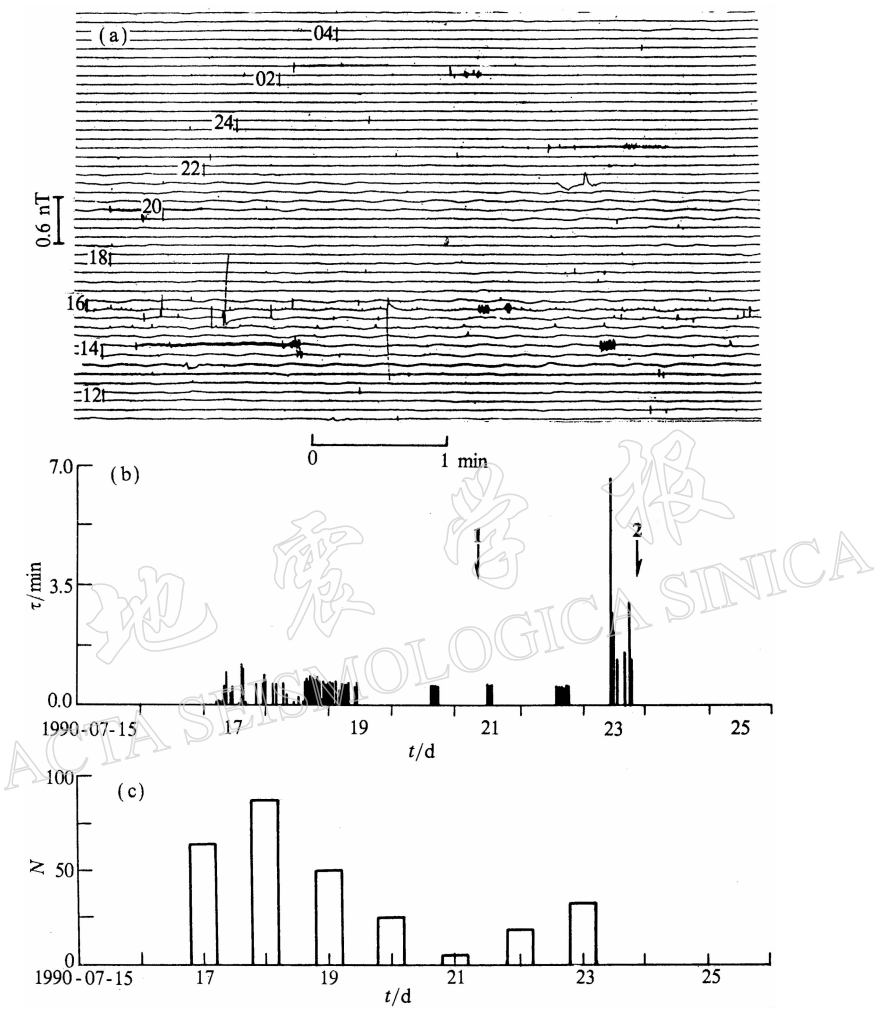 (a)
04
02
24
22
20
0.6 nT
18
16
14
12
0 1 min
(b)
7.0
1 2
3.5
τ/min
0.0
1990-07-15 17 19 21 23 25
t/d
地震学报
ACTA SEISMOLOGICA SINICA
(c)
100
N 50
0
1990-07-15 17 19 21 23 25
t/d